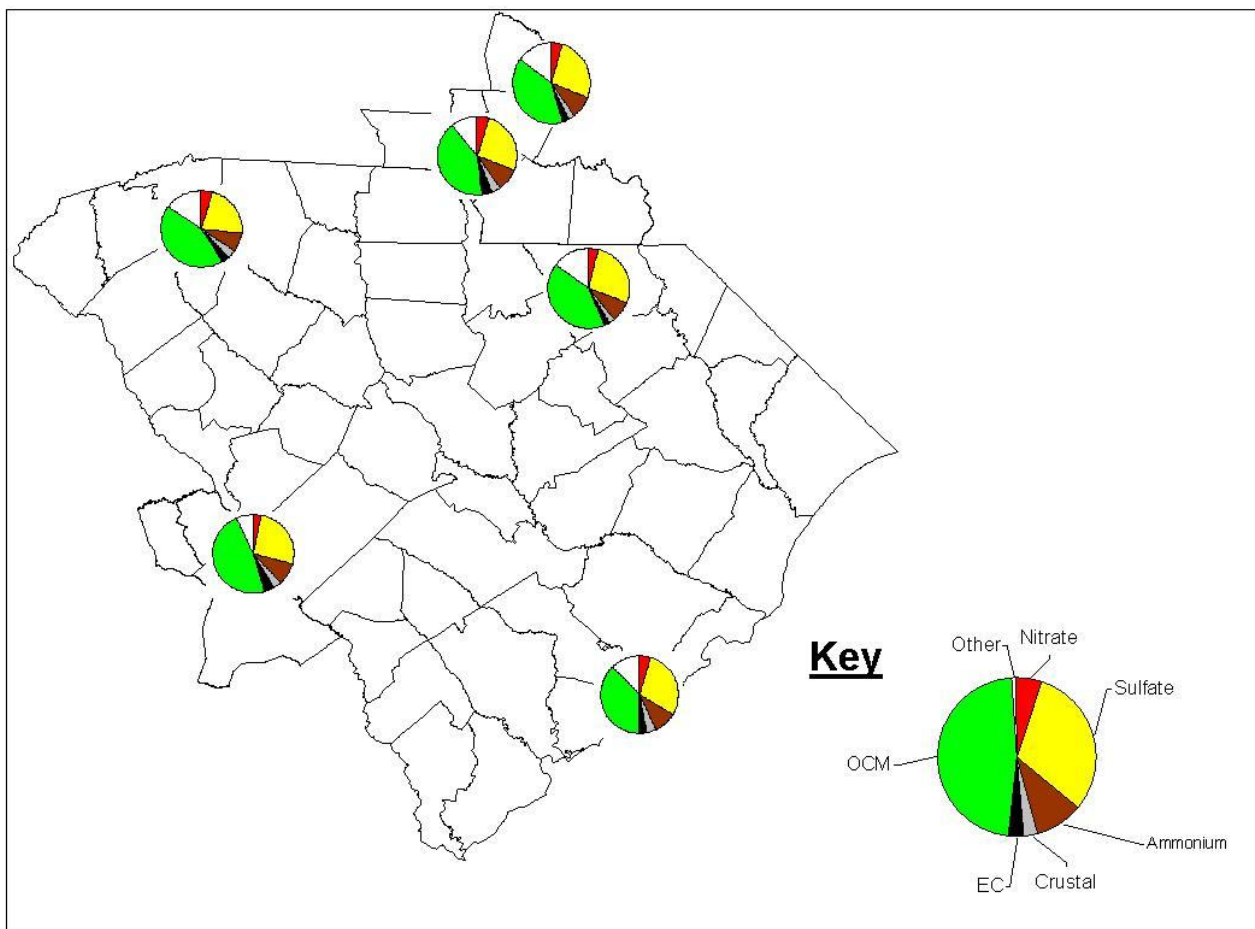 Key
Other
Nitrate
Sulfate
OCM
Ammonium
EC
Crustal